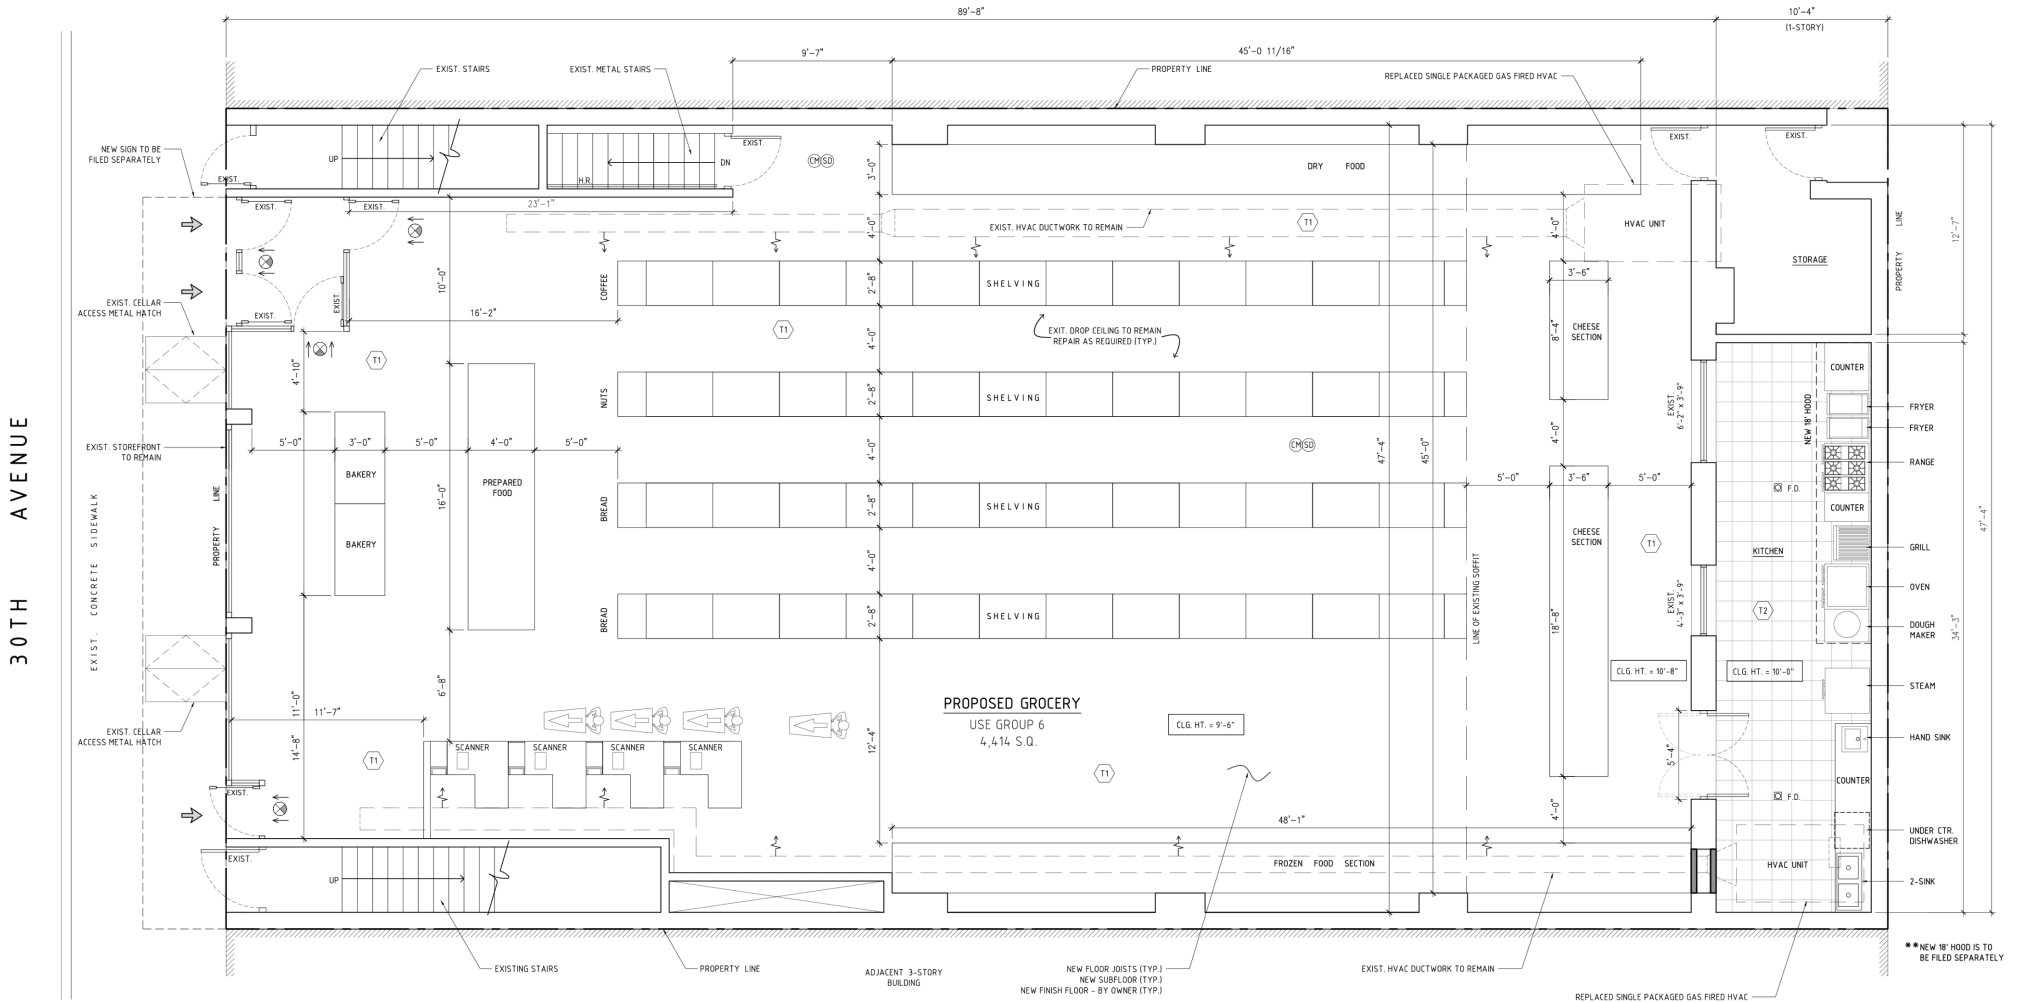 89'-8"
10'-4"
(1-STORY)
9'-7"
45'-0 11/16"
EXIST. STAIRS
EXIST. METAL STAIRS
PROPERTY LINE
REPLACED SINGLE PACKAGED GAS FIRED HVAC
NEW SIGN TO BE
FILED SEPARATELY
UP
DN
H.R.
EXIST.
EXIST.
CM SD
3'-0"
DRY FOOD
EXIST.
EXIST.
EXIST.
EXIST.
23'-1"
EXIST. HVAC DUCTWORK TO REMAIN
T1
4'-0"
4'-0"
HVAC UNIT
STORAGE
PROPERTY LINE
12'-7"
EXIST. CELLAR
ACCESS METAL HATCH
EXIST.
EXIST.
10'-0"
16'-2"
COFFEE
2'-8"
SHELVING
3'-6"
T1
T1
4'-0"
EXIT. DROP CEILING TO REMAIN
REPAIR AS REQUIRED (TYP.)
8'-4"
CHEESE
SECTION
4'-10"
NUTS
2'-8"
SHELVING
EXIST.
6'-2" X 3'-9"
COUNTER
NEW 18' HOOD
FRYER
FRYER
RANGE
30TH AVENUE
EXIST. CONCRETE SIDEWALK
EXIST. STOREFRONT
TO REMAIN
PROPERTY LINE
5'-0"
3'-0"
5'-0"
4'-0"
5'-0"
4'-0"
CM SD
47'-4"
45'-0"
4'-0"
BAKERY
PREPARED
FOOD
16'-0"
BREAD
2'-8"
SHELVING
5'-0"
3'-6"
5'-0"
F.D.
COUNTER
47'-4"
BAKERY
CHEESE
SECTION
T1
KITCHEN
GRILL
4'-0"
LINE OF EXISTING SOFFIT
OVEN
BREAD
2'-8"
SHELVING
18'-8"
EXIST.
4'-3" X 3'-9"
T2
DOUGH
MAKER
34'-3"
CLG. HT. = 10'-8"
CLG. HT. = 10'-0"
STEAM
6'-8"
PROPOSED GROCERY
USE GROUP 6
4,414 S.Q.
CLG. HT. = 9'-6"
11'-0"
11'-7"
EXIST. CELLAR
ACCESS METAL HATCH
14'-8"
T1
SCANNER
SCANNER
SCANNER
SCANNER
12'-4"
T1
5'-4"
HAND SINK
COUNTER
EXIST.
F.D.
4'-0"
48'-1"
UNDER CTR.
DISHWASHER
EXIST.
UP
FROZEN FOOD SECTION
HVAC UNIT
2-SINK
EXISTING STAIRS
PROPERTY LINE
ADJACENT 3-STORY
BUILDING
NEW FLOOR JOISTS (TYP.)
NEW SUBFLOOR (TYP.)
NEW FINISH FLOOR - BY OWNER (TYP.)
EXIST. HVAC DUCTWORK TO REMAIN
REPLACED SINGLE PACKAGED GAS FIRED HVAC
**NEW 18' HOOD IS TO
BE FILED SEPARATELY